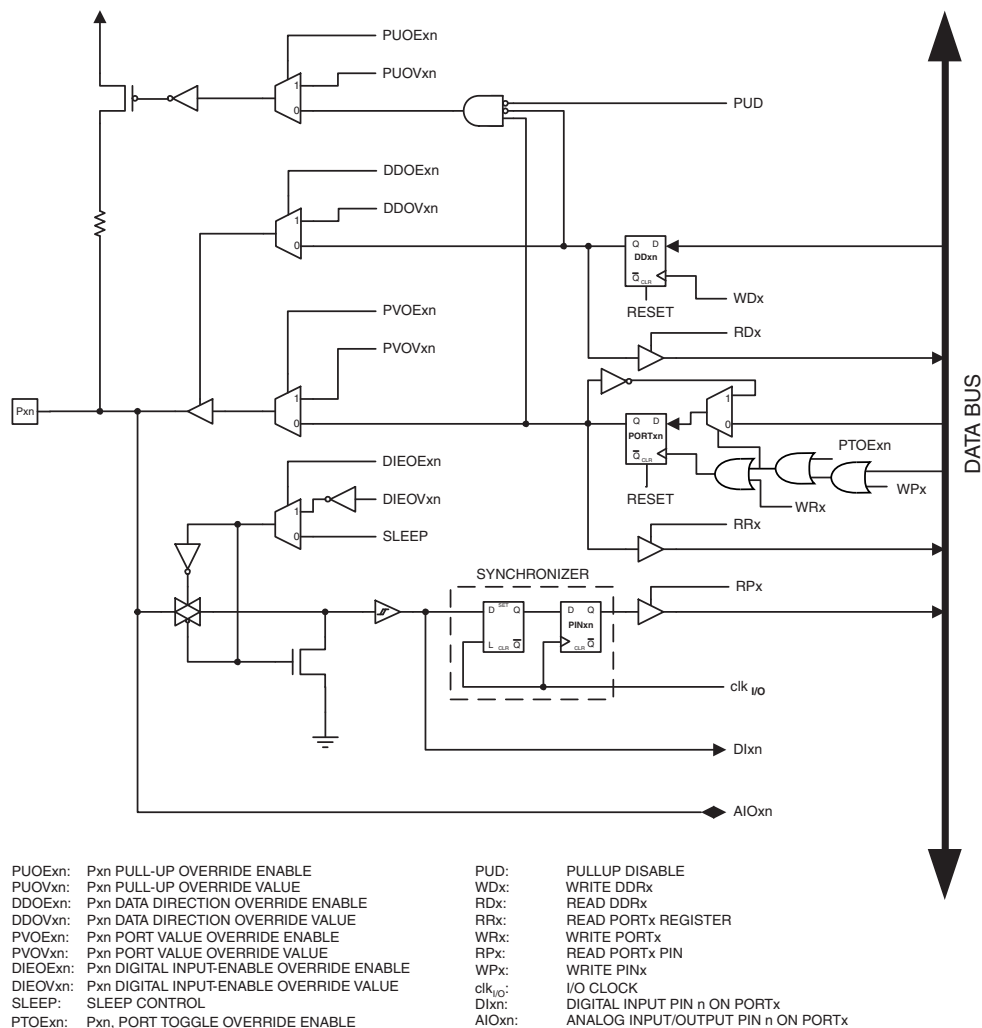 PUOExn
PUOVxn
1
0
PUD
DDOExn
DDOVxn
1
0
Q D
DDxn
Q CLR
WDx
RESET
PVOExn
RDx
PVOVxn
Pxn
1
0
1
0
Q D
PORTxn
Q CLR
PTOExn
DATA BUS
DIEOExn
DIEOVxn
1
0
RESET
WPx
WRx
SLEEP
RRx
SYNCHRONIZER
RPx
D SET Q
L CLR Q
D Q
PINxn
CLR Q
clk I/O
DIxn
AIOxn
PUOExn: Pxn PULL-UP OVERRIDE ENABLE
PUOVxn: Pxn PULL-UP OVERRIDE VALUE
DDOExn: Pxn DATA DIRECTION OVERRIDE ENABLE
DDOVxn: Pxn DATA DIRECTION OVERRIDE VALUE
PVOExn: Pxn PORT VALUE OVERRIDE ENABLE
PVOVxn: Pxn PORT VALUE OVERRIDE VALUE
DIEOExn: Pxn DIGITAL INPUT-ENABLE OVERRIDE ENABLE
DIEOVxn: Pxn DIGITAL INPUT-ENABLE OVERRIDE VALUE
SLEEP: SLEEP CONTROL
PTOExn: Pxn, PORT TOGGLE OVERRIDE ENABLE
PUD: PULLUP DISABLE
WDx: WRITE DDRx
RDx: READ DDRx
RRx: READ PORTx REGISTER
WRx: WRITE PORTx
RPx: READ PORTx PIN
WPx: WRITE PINx
clkI/O: I/O CLOCK
DIxn: DIGITAL INPUT PIN n ON PORTx
AIOxn: ANALOG INPUT/OUTPUT PIN n ON PORTx